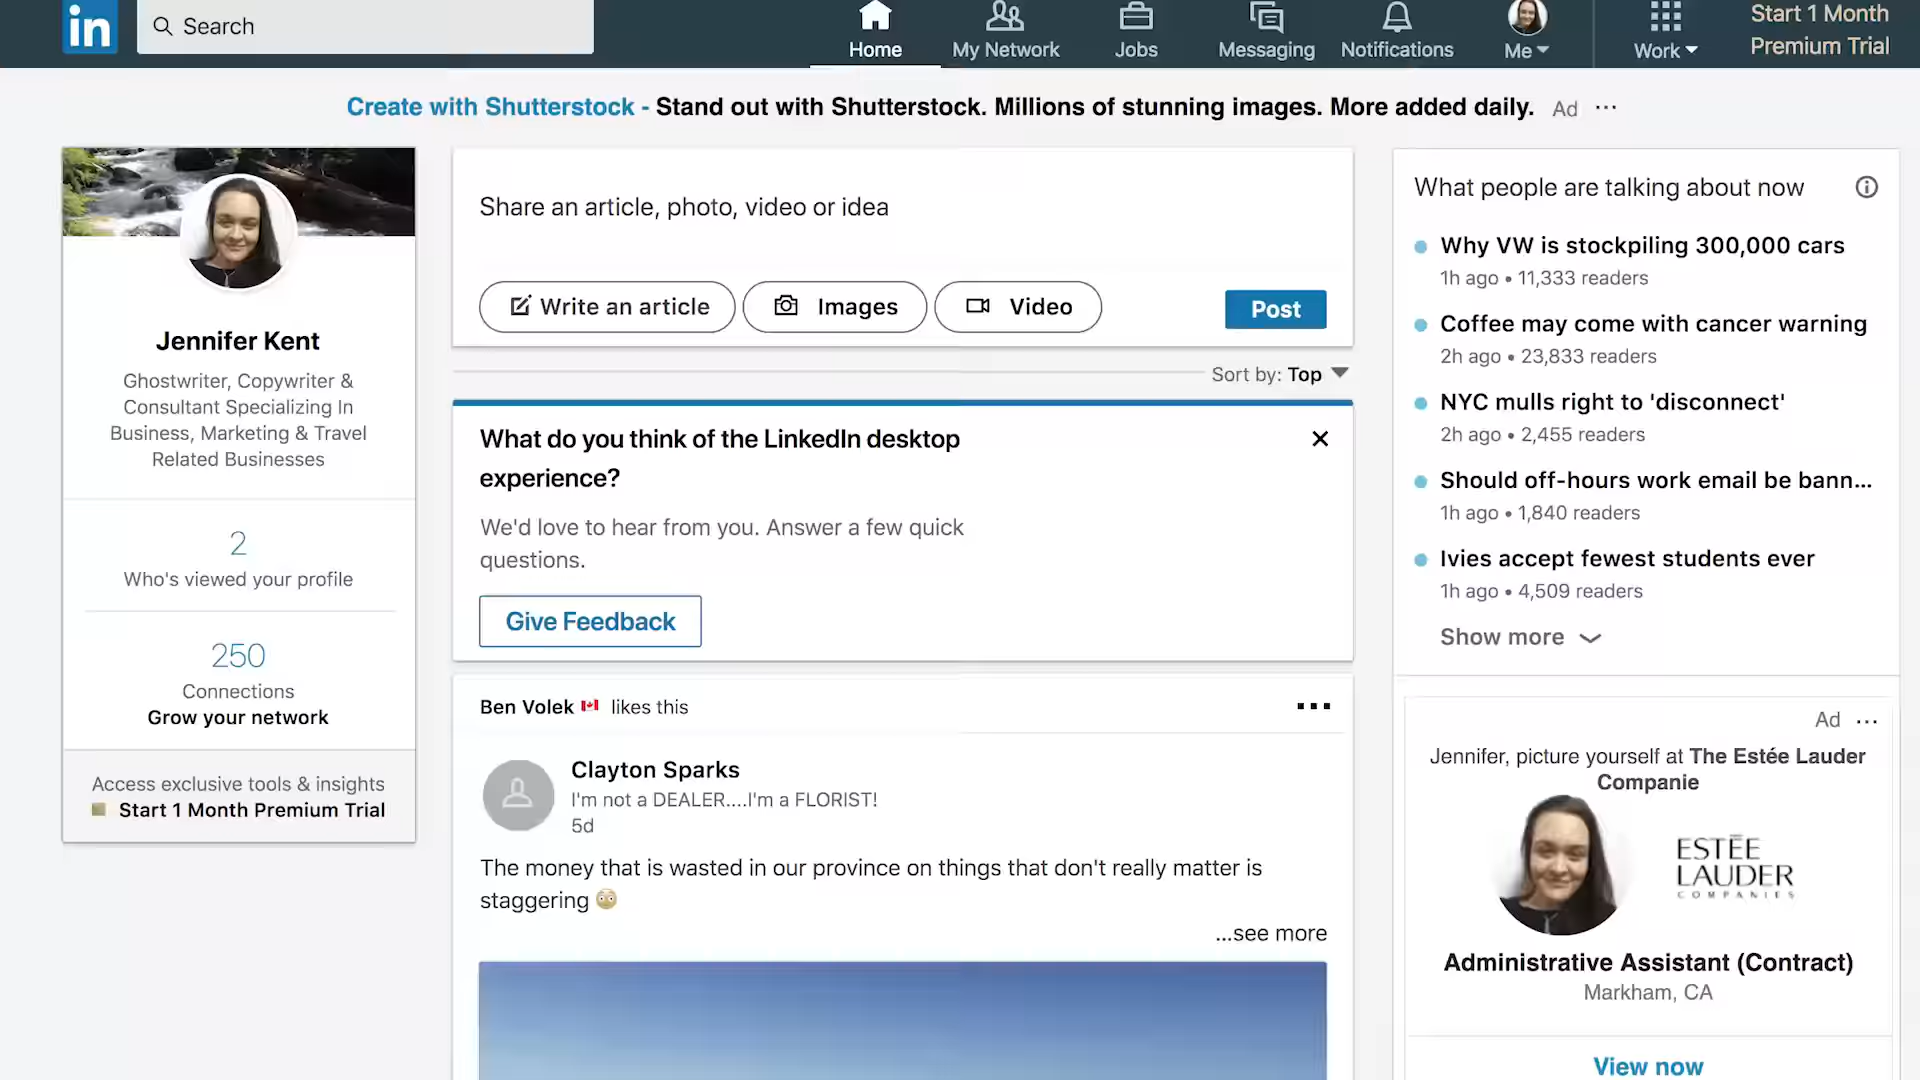 in
Search
Home
My Network
Jobs
Messaging
Notifications
Me
Work
Start 1 Month
Premium Trial
Create with Shutterstock - Stand out with Shutterstock. Millions of stunning images. More added daily. Ad ...
Jennifer Kent
Ghostwriter, Copywriter &
Consultant Specializing In
Business, Marketing & Travel
Related Businesses
2
Who's viewed your profile
250
Connections
Grow your network
Access exclusive tools & insights
Start 1 Month Premium Trial
Share an article, photo, video or idea
Write an article
Images
Video
Post
Sort by: Top
What do you think of the LinkedIn desktop
experience?
We'd love to hear from you. Answer a few quick
questions.
Give Feedback
Ben Volek 🇨🇦 likes this
Clayton Sparks
I'm not a DEALER....I'm a FLORIST!
5d
The money that is wasted in our province on things that don't really matter is
staggering 😳
...see more
What people are talking about now
Why VW is stockpiling 300,000 cars
1h ago • 11,333 readers
Coffee may come with cancer warning
2h ago • 23,833 readers
NYC mulls right to 'disconnect'
2h ago • 2,455 readers
Should off-hours work email be bann...
1h ago • 1,840 readers
Ivies accept fewest students ever
1h ago • 4,509 readers
Show more
Ad ...
Jennifer, picture yourself at The Estée Lauder
Companie
ESTĒE
LAUDER
COMPANIES
Administrative Assistant (Contract)
Markham, CA
View now